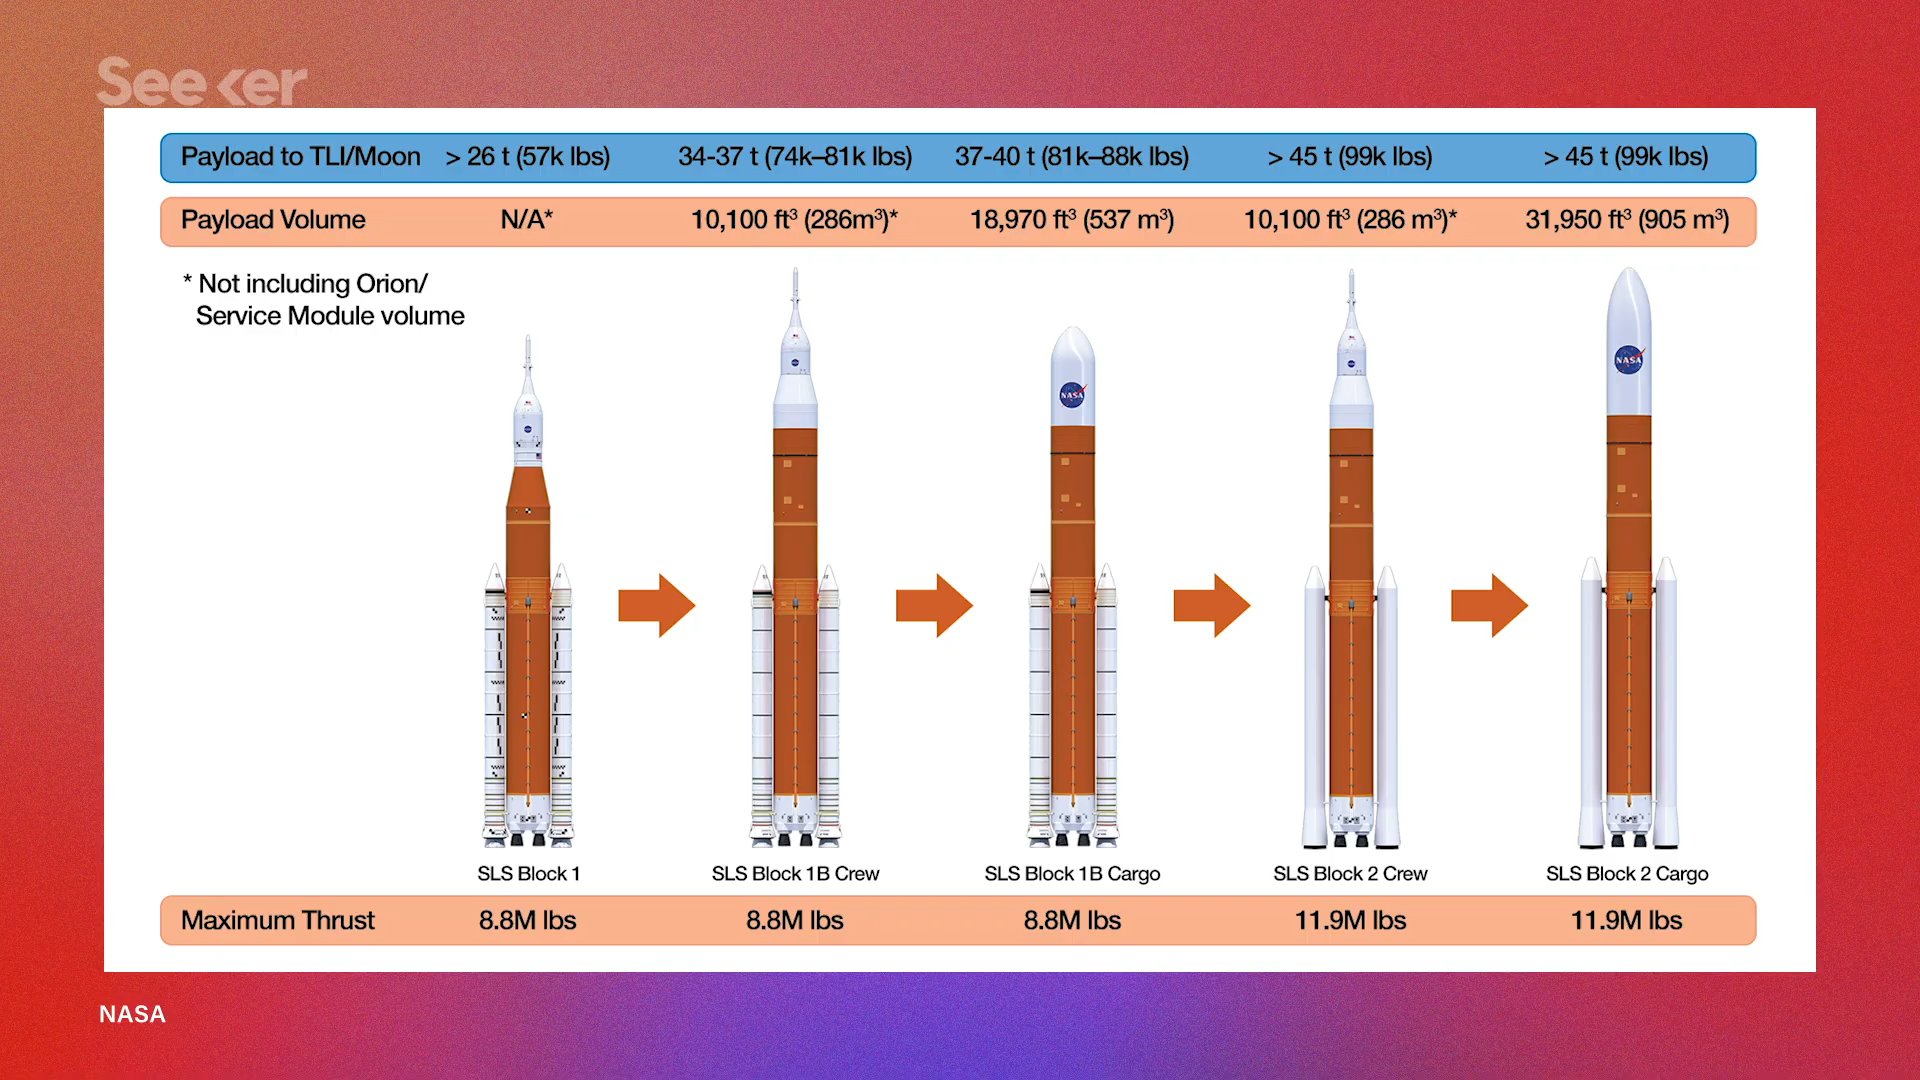 Seeker
Payload to TLI/Moon > 26 t (57k lbs) 34-37 t (74k–81k lbs) 37-40 t (81k–88k lbs) > 45 t (99k lbs) > 45 t (99k lbs)
Payload Volume N/A* 10,100 ft³ (286m³)* 18,970 ft³ (537 m³) 10,100 ft³ (286 m³)* 31,950 ft³ (905 m³)
* Not including Orion/
Service Module volume
NASA NASA
SLS Block 1 SLS Block 1B Crew SLS Block 1B Cargo SLS Block 2 Crew SLS Block 2 Cargo
Maximum Thrust 8.8M lbs 8.8M lbs 8.8M lbs 11.9M lbs 11.9M lbs
NASA